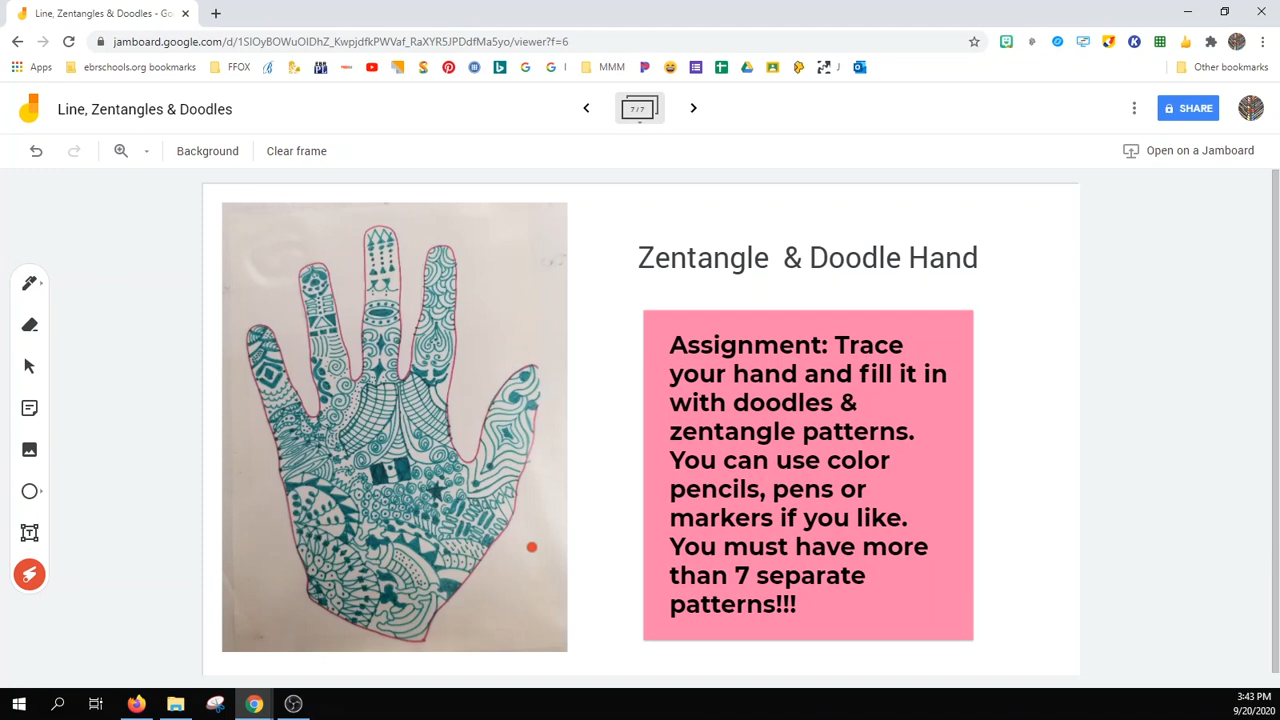 Line, Zentangles & Doodles - Go
jamboard.google.com/d/1SIOyBOWuOlDhZ_KwpjdfkPWVaf_RaXYR5JPDdfMa5yo/viewer?f=6
Apps
ebrschools.org bookmarks
FFOX
MMM
Other bookmarks
Line, Zentangles & Doodles
7 / 7
SHARE
Background
Clear frame
Open on a Jamboard
Zentangle & Doodle Hand
Assignment: Trace
your hand and fill it in
with doodles &
zentangle patterns.
You can use color
pencils, pens or
markers if you like.
You must have more
than 7 separate
patterns!!!
3:43 PM
9/20/2020